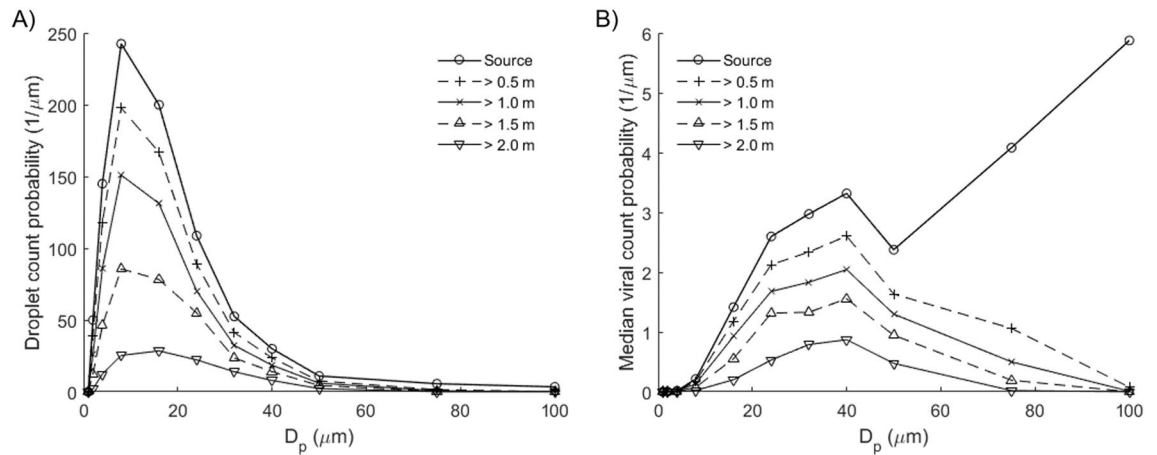 A)
250
200
150
100
50
0
0
20
40
60
80
100
Droplet count probability (1/μm)
Dp (μm)
Source
> 0.5 m
> 1.0 m
> 1.5 m
> 2.0 m
B)
6
5
4
3
2
1
0
0
20
40
60
80
100
Median viral count probability (1/μm)
Dp (μm)
Source
> 0.5 m
> 1.0 m
> 1.5 m
> 2.0 m